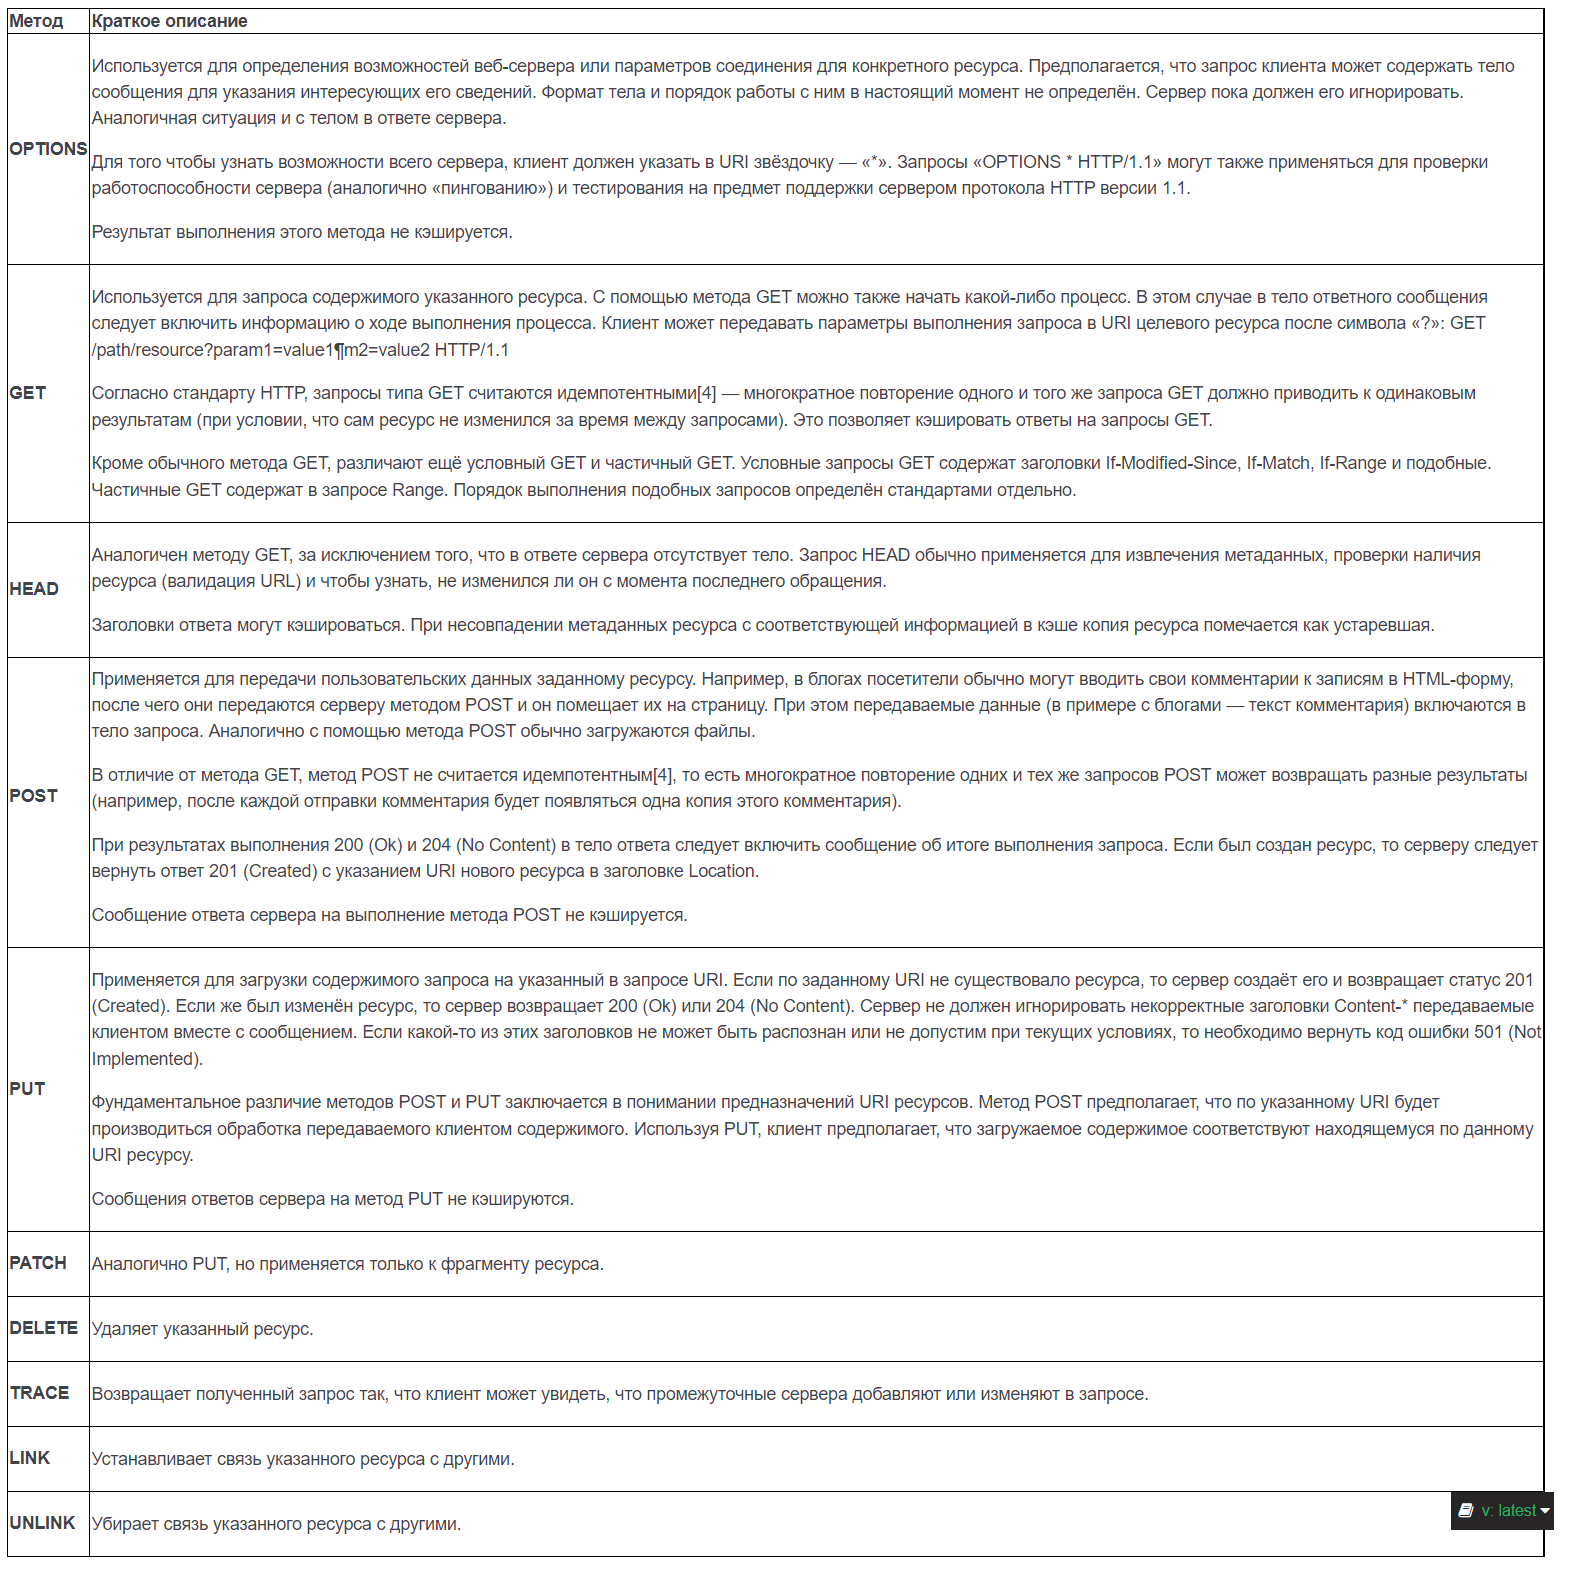 Метод Краткое описание
Используется для определения возможностей веб-сервера или параметров соединения для конкретного ресурса. Предполагается, что запрос клиента может содержать тело
сообщения для указания интересующих его сведений. Формат тела и порядок работы с ним в настоящий момент не определён. Сервер пока должен его игнорировать.
Аналогичная ситуация и с телом в ответе сервера.
OPTIONS
Для того чтобы узнать возможности всего сервера, клиент должен указать в URI звёздочку — «*». Запросы «OPTIONS * HTTP/1.1» могут также применяться для проверки
работоспособности сервера (аналогично «пингованию») и тестирования на предмет поддержки сервером протокола HTTP версии 1.1.
Результат выполнения этого метода не кэшируется.
Используется для запроса содержимого указанного ресурса. С помощью метода GET можно также начать какой-либо процесс. В этом случае в тело ответного сообщения
следует включить информацию о ходе выполнения процесса. Клиент может передавать параметры выполнения запроса в URI целевого ресурса после символа «?»: GET
/path/resource?param1=value1¶m2=value2 HTTP/1.1
GET
Согласно стандарту HTTP, запросы типа GET считаются идемпотентными[4] — многократное повторение одного и того же запроса GET должно приводить к одинаковым
результатам (при условии, что сам ресурс не изменился за время между запросами). Это позволяет кэшировать ответы на запросы GET.
Кроме обычного метода GET, различают ещё условный GET и частичный GET. Условные запросы GET содержат заголовки If-Modified-Since, If-Match, If-Range и подобные.
Частичные GET содержат в запросе Range. Порядок выполнения подобных запросов определён стандартами отдельно.
Аналогичен методу GET, за исключением того, что в ответе сервера отсутствует тело. Запрос HEAD обычно применяется для извлечения метаданных, проверки наличия
ресурса (валидация URL) и чтобы узнать, не изменился ли он с момента последнего обращения.
HEAD
Заголовки ответа могут кэшироваться. При несовпадении метаданных ресурса с соответствующей информацией в кэше копия ресурса помечается как устаревшая.
Применяется для передачи пользовательских данных заданному ресурсу. Например, в блогах посетители обычно могут вводить свои комментарии к записям в HTML-форму,
после чего они передаются серверу методом POST и он помещает их на страницу. При этом передаваемые данные (в примере с блогами — текст комментария) включаются в
тело запроса. Аналогично с помощью метода POST обычно загружаются файлы.
POST
В отличие от метода GET, метод POST не считается идемпотентным[4], то есть многократное повторение одних и тех же запросов POST может возвращать разные результаты
(например, после каждой отправки комментария будет появляться одна копия этого комментария).
При результатах выполнения 200 (Ok) и 204 (No Content) в тело ответа следует включить сообщение об итоге выполнения запроса. Если был создан ресурс, то серверу следует
вернуть ответ 201 (Created) с указанием URI нового ресурса в заголовке Location.
Сообщение ответа сервера на выполнение метода POST не кэшируется.
Применяется для загрузки содержимого запроса на указанный в запросе URI. Если по заданному URI не существовало ресурса, то сервер создаёт его и возвращает статус 201
(Created). Если же был изменён ресурс, то сервер возвращает 200 (Ok) или 204 (No Content). Сервер не должен игнорировать некорректные заголовки Content-* передаваемые
клиентом вместе с сообщением. Если какой-то из этих заголовков не может быть распознан или не допустим при текущих условиях, то необходимо вернуть код ошибки 501 (Not
Implemented).
PUT
Фундаментальное различие методов POST и PUT заключается в понимании предназначений URI ресурсов. Метод POST предполагает, что по указанному URI будет
производиться обработка передаваемого клиентом содержимого. Используя PUT, клиент предполагает, что загружаемое содержимое соответствуют находящемуся по данному
URI ресурсу.
Сообщения ответов сервера на метод PUT не кэшируются.
PATCH Аналогично PUT, но применяется только к фрагменту ресурса.
DELETE Удаляет указанный ресурс.
TRACE Возвращает полученный запрос так, что клиент может увидеть, что промежуточные сервера добавляют или изменяют в запросе.
LINK Устанавливает связь указанного ресурса с другими.
v: latest
UNLINK Убирает связь указанного ресурса с другими.